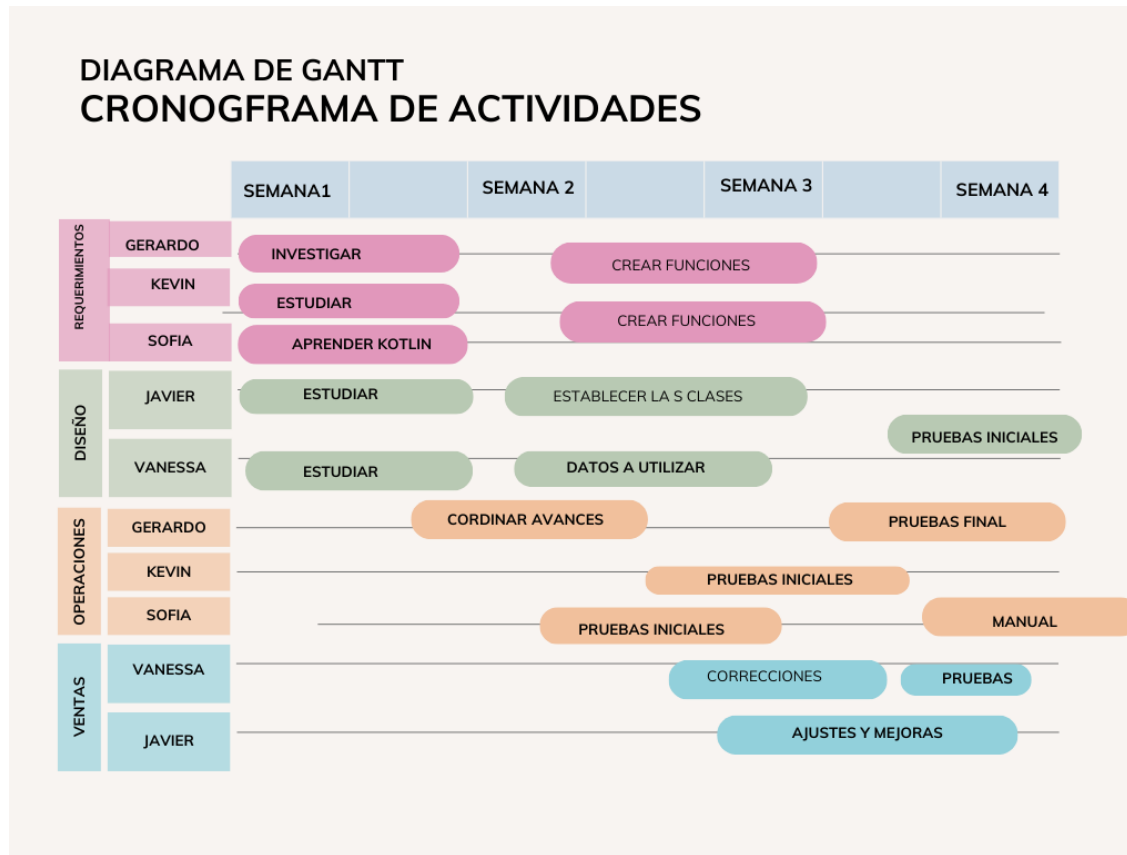 DIAGRAMA DE GANTT
CRONOGFRAMA DE ACTIVIDADES
SEMANA1
SEMANA 2
SEMANA 3
SEMANA 4
REQUERIMIENTOS
GERARDO
INVESTIGAR
CREAR FUNCIONES
KEVIN
ESTUDIAR
CREAR FUNCIONES
SOFIA
APRENDER KOTLIN
DISEÑO
JAVIER
ESTUDIAR
ESTABLECER LA S CLASES
PRUEBAS INICIALES
VANESSA
ESTUDIAR
DATOS A UTILIZAR
OPERACIONES
GERARDO
CORDINAR AVANCES
PRUEBAS FINAL
KEVIN
PRUEBAS INICIALES
SOFIA
PRUEBAS INICIALES
MANUAL
VENTAS
VANESSA
CORRECCIONES
PRUEBAS
JAVIER
AJUSTES Y MEJORAS